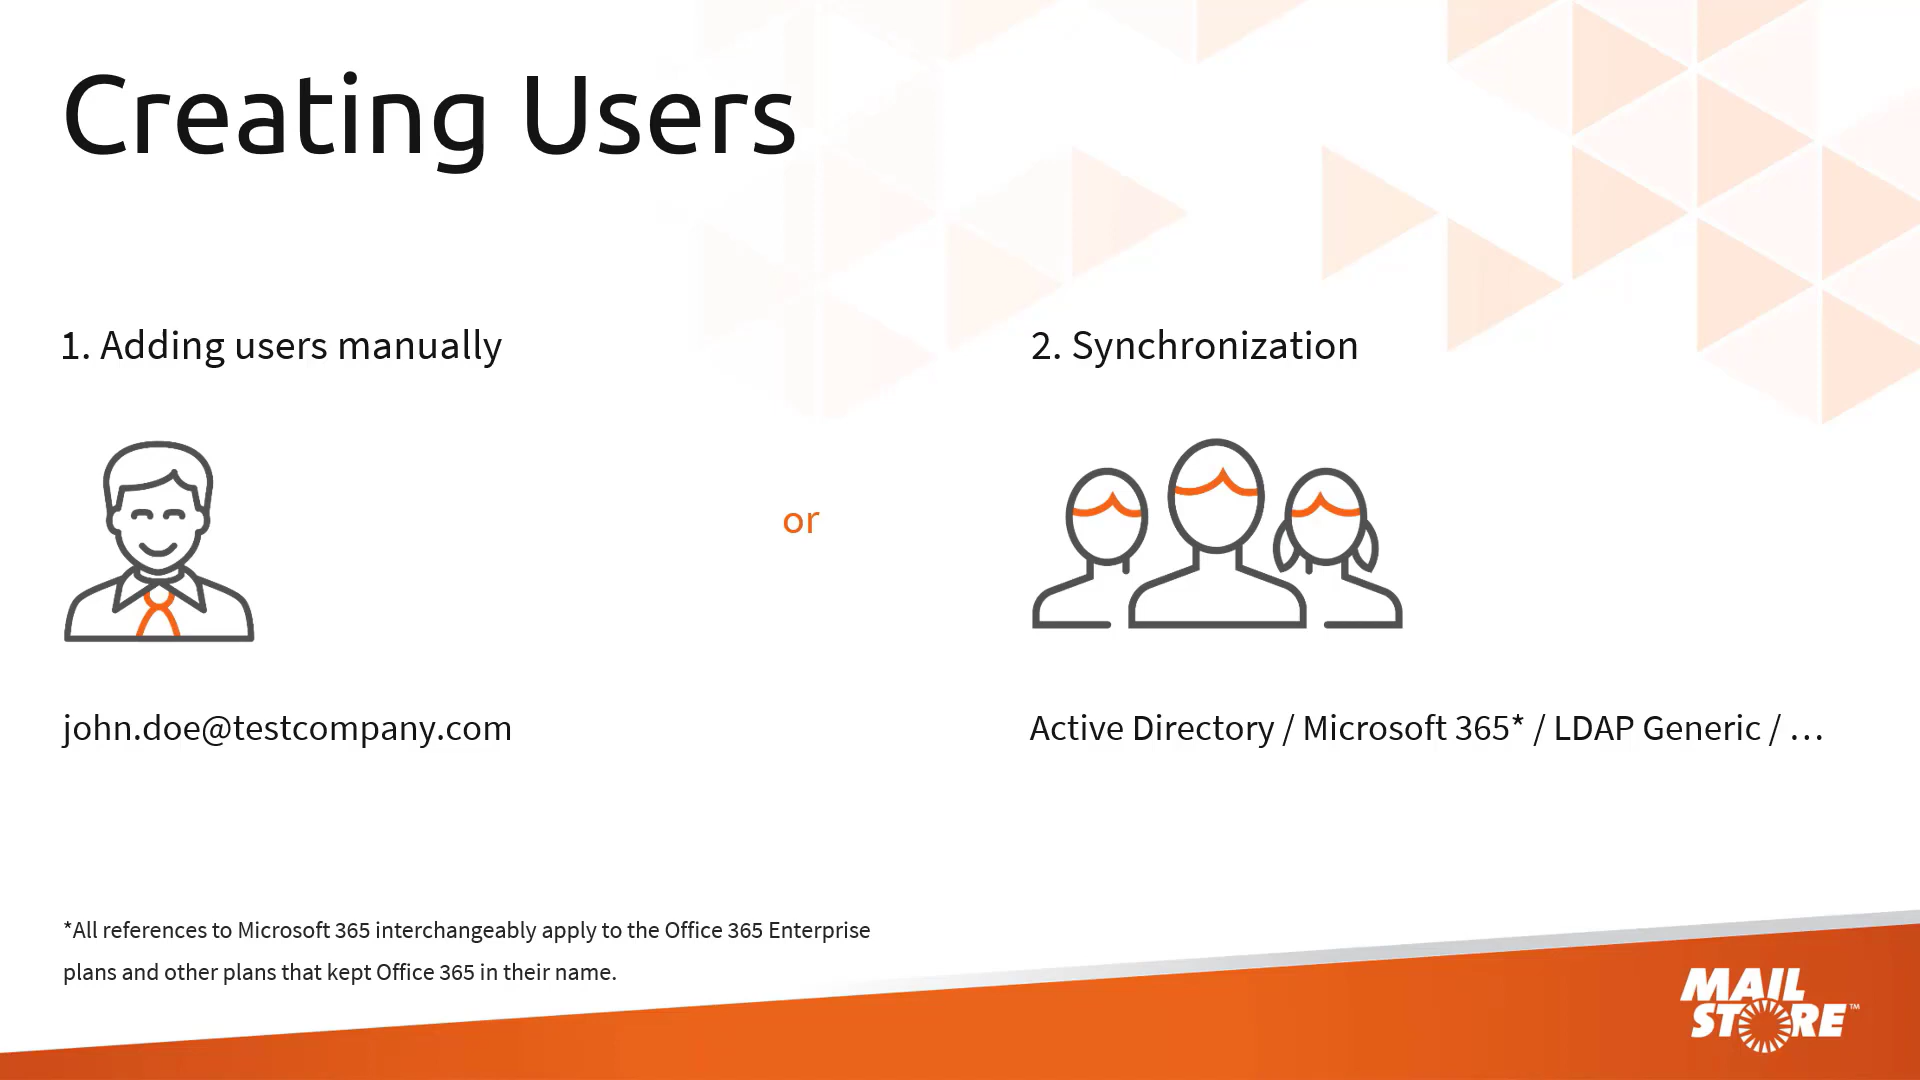 Creating Users
1. Adding users manually
2. Synchronization
or
john.doe@testcompany.com
Active Directory / Microsoft 365* / LDAP Generic / …
*All references to Microsoft 365 interchangeably apply to the Office 365 Enterprise
plans and other plans that kept Office 365 in their name.
MAIL
STORE™